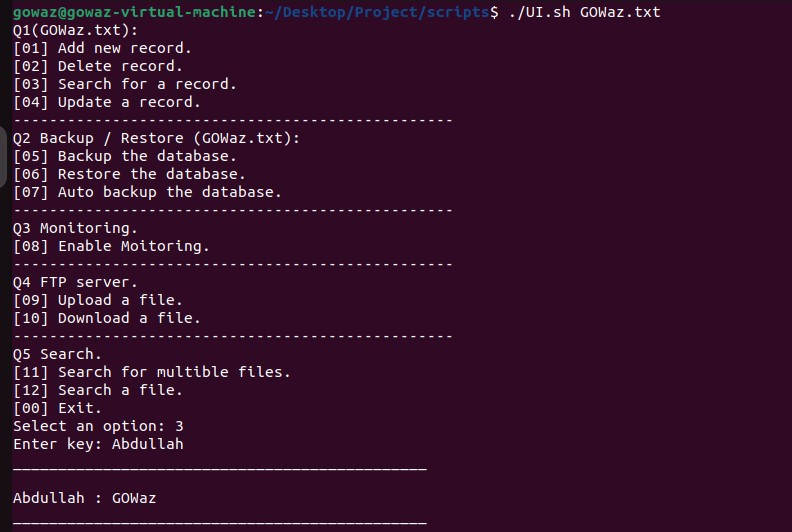 gowaz@gowaz-virtual-machine:~/Desktop/Project/scripts$ ./UI.sh GOWaz.txt
Q1(GOWaz.txt):
[01] Add new record.
[02] Delete record.
[03] Search for a record.
[04] Update a record.
-------------------------------------------------
Q2 Backup / Restore (GOWaz.txt):
[05] Backup the database.
[06] Restore the database.
[07] Auto backup the database.
-------------------------------------------------
Q3 Monitoring.
[08] Enable Moitoring.
-------------------------------------------------
Q4 FTP server.
[09] Upload a file.
[10] Download a file.
-------------------------------------------------
Q5 Search.
[11] Search for multiple files.
[12] Search a file.
[00] Exit.
Select an option: 3
Enter key: Abdullah
______________________________________________
Abdullah : GOWaz
______________________________________________